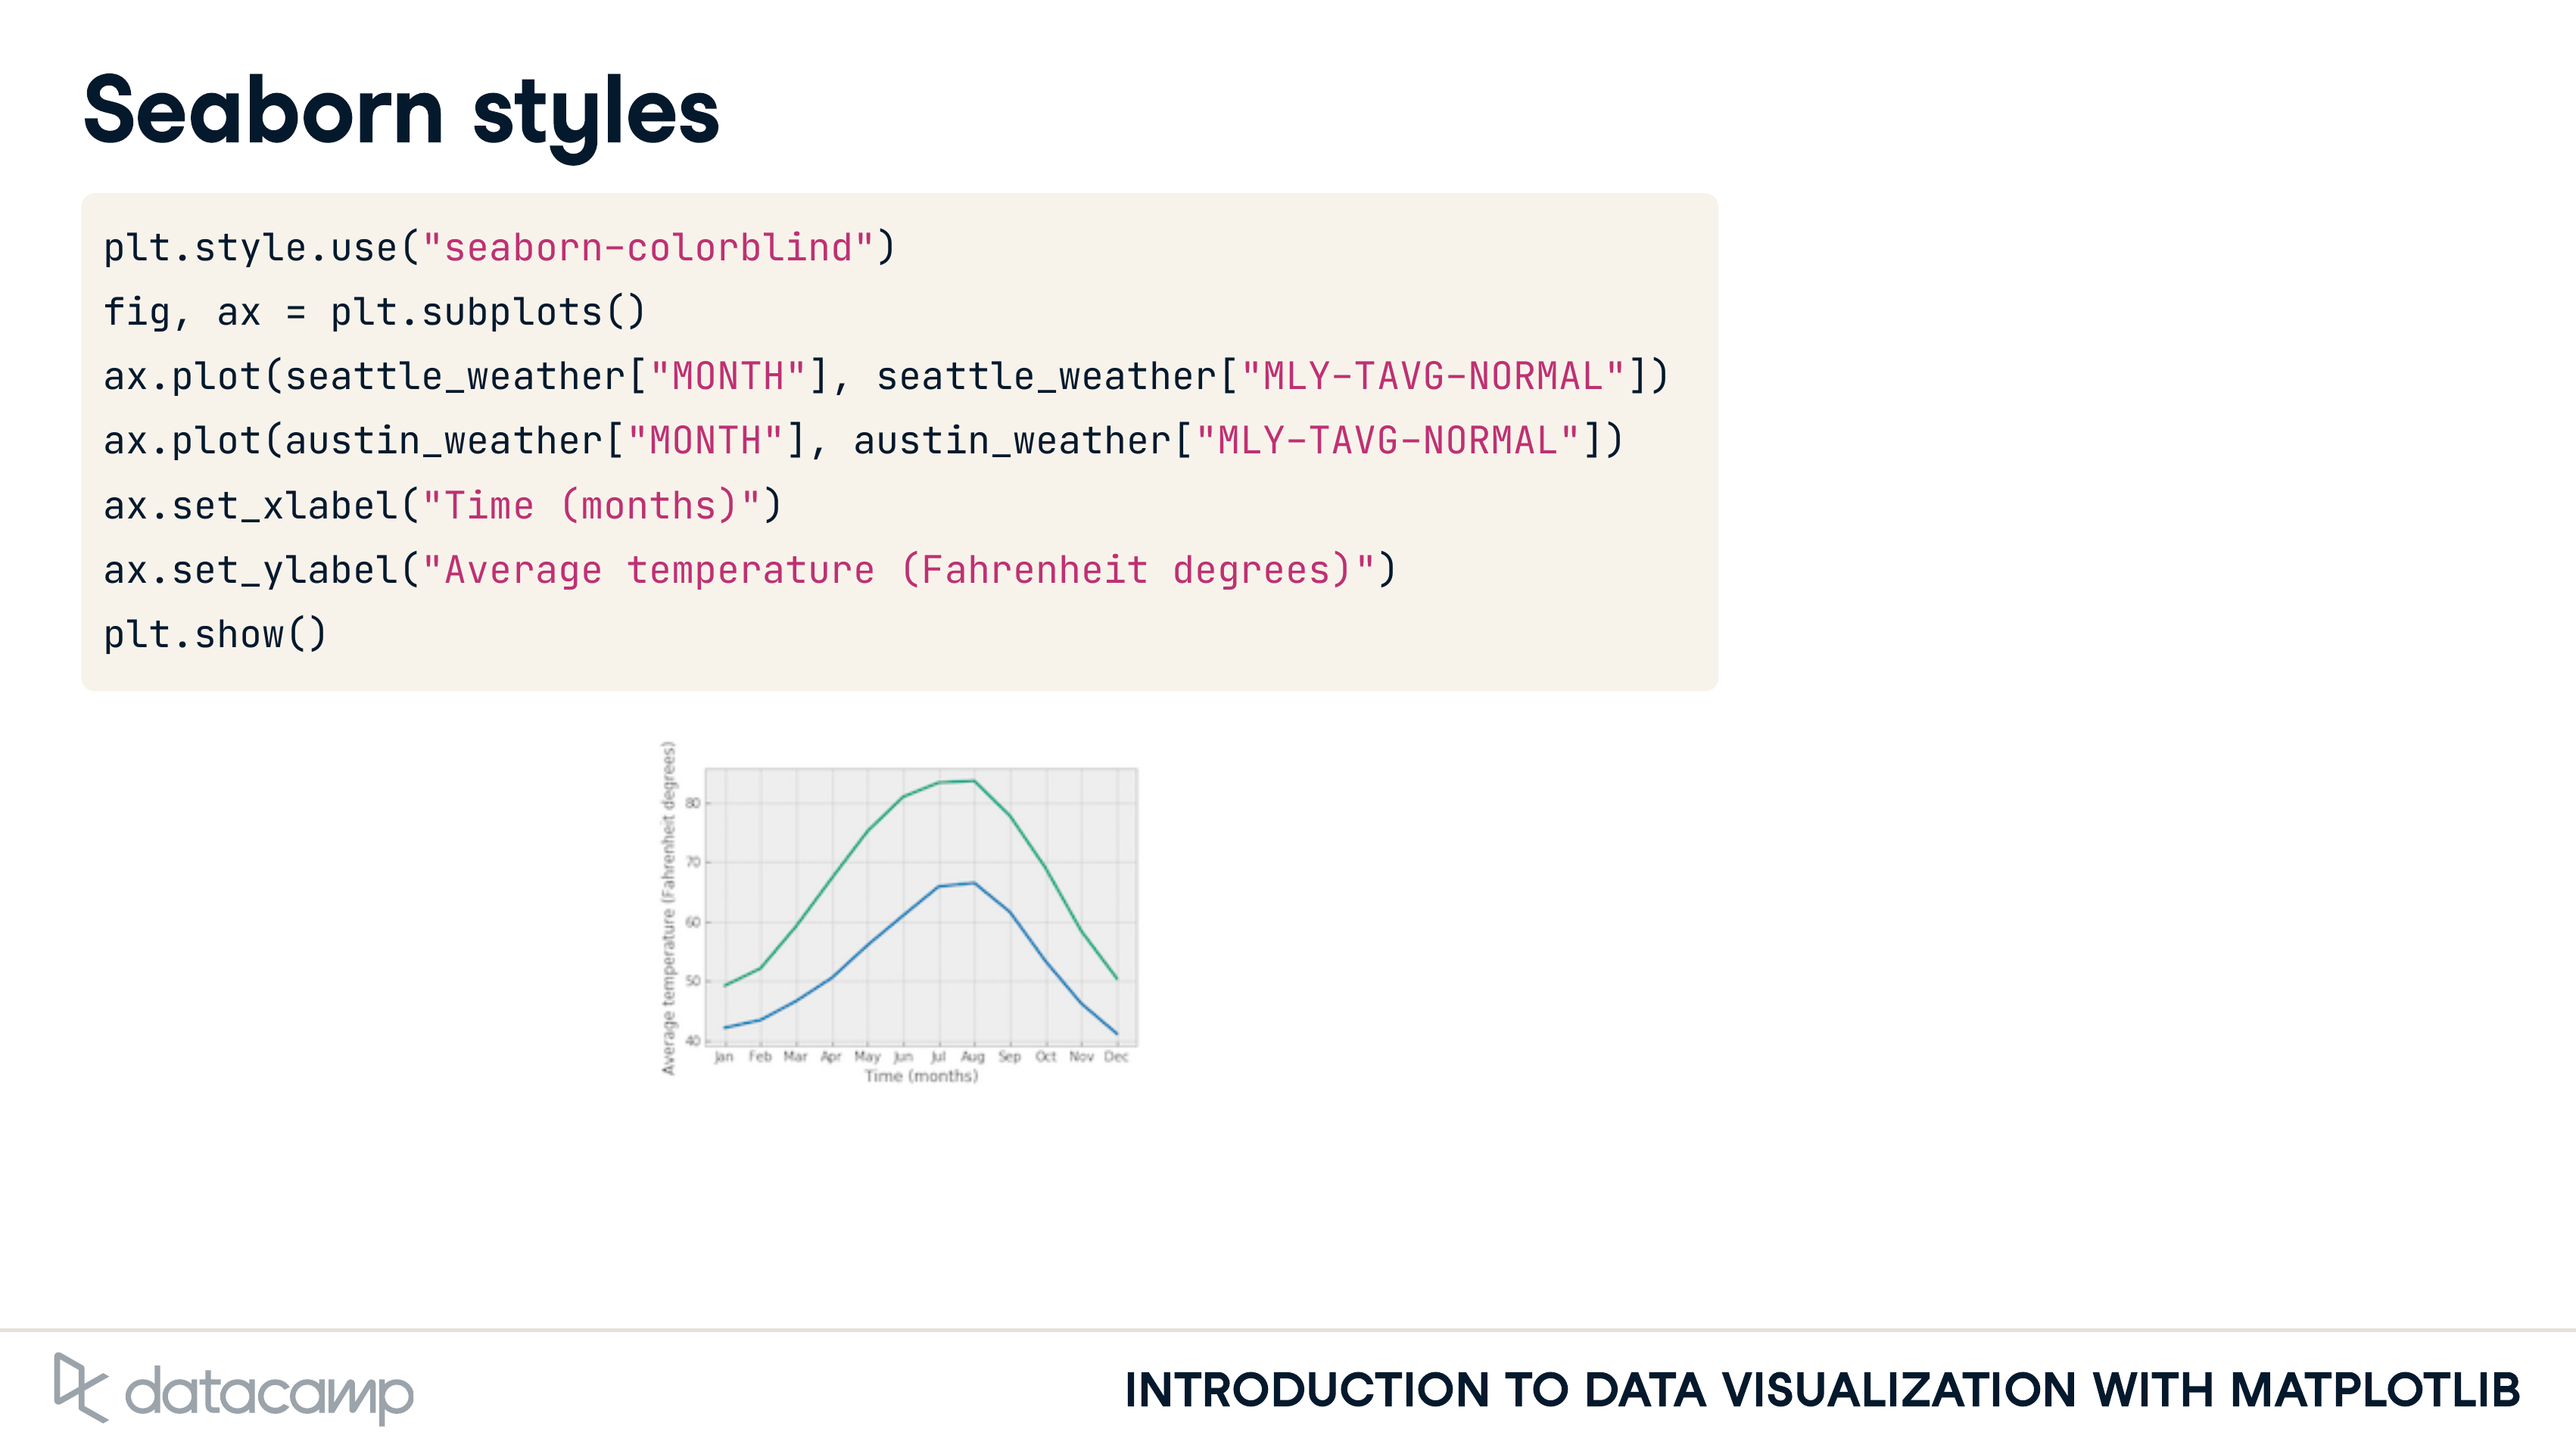 Seaborn styles
plt.style.use("seaborn-colorblind")
fig, ax = plt.subplots()
ax.plot(seattle_weather["MONTH"], seattle_weather["MLY-TAVG-NORMAL"])
ax.plot(austin_weather["MONTH"], austin_weather["MLY-TAVG-NORMAL"])
ax.set_xlabel("Time (months)")
ax.set_ylabel("Average temperature (Fahrenheit degrees)")
plt.show()
Average temperature (Fahrenheit degrees)
80
70
60
50
40
Jan Feb Mar Apr May Jun Jul Aug Sep Oct Nov Dec
Time (months)
datacamp
INTRODUCTION TO DATA VISUALIZATION WITH MATPLOTLIB